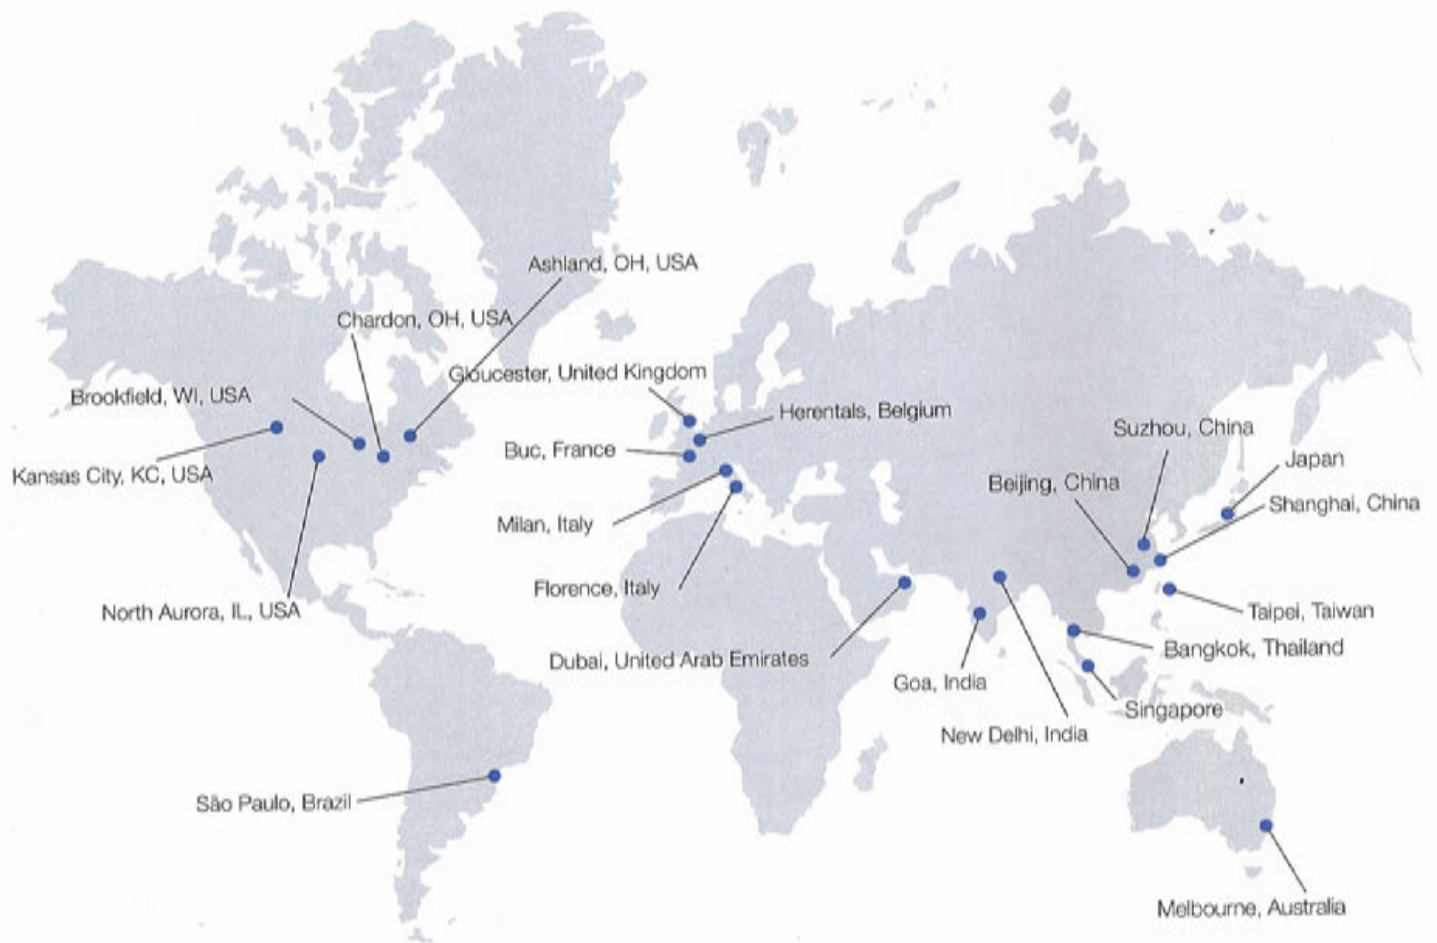 Ashland, OH, USA
Chardon, OH, USA
Gloucester, United Kingdom
Brookfield, WI, USA
Herentals, Belgium
Suzhou, China
Buc, France
Japan
Kansas City, KC, USA
Beijing, China
Shanghai, China
Milan, Italy
Florence, Italy
North Aurora, IL, USA
Taipei, Taiwan
Bangkok, Thailand
Dubai, United Arab Emirates
Goa, India
Singapore
New Delhi, India
São Paulo, Brazil
Melbourne, Australia